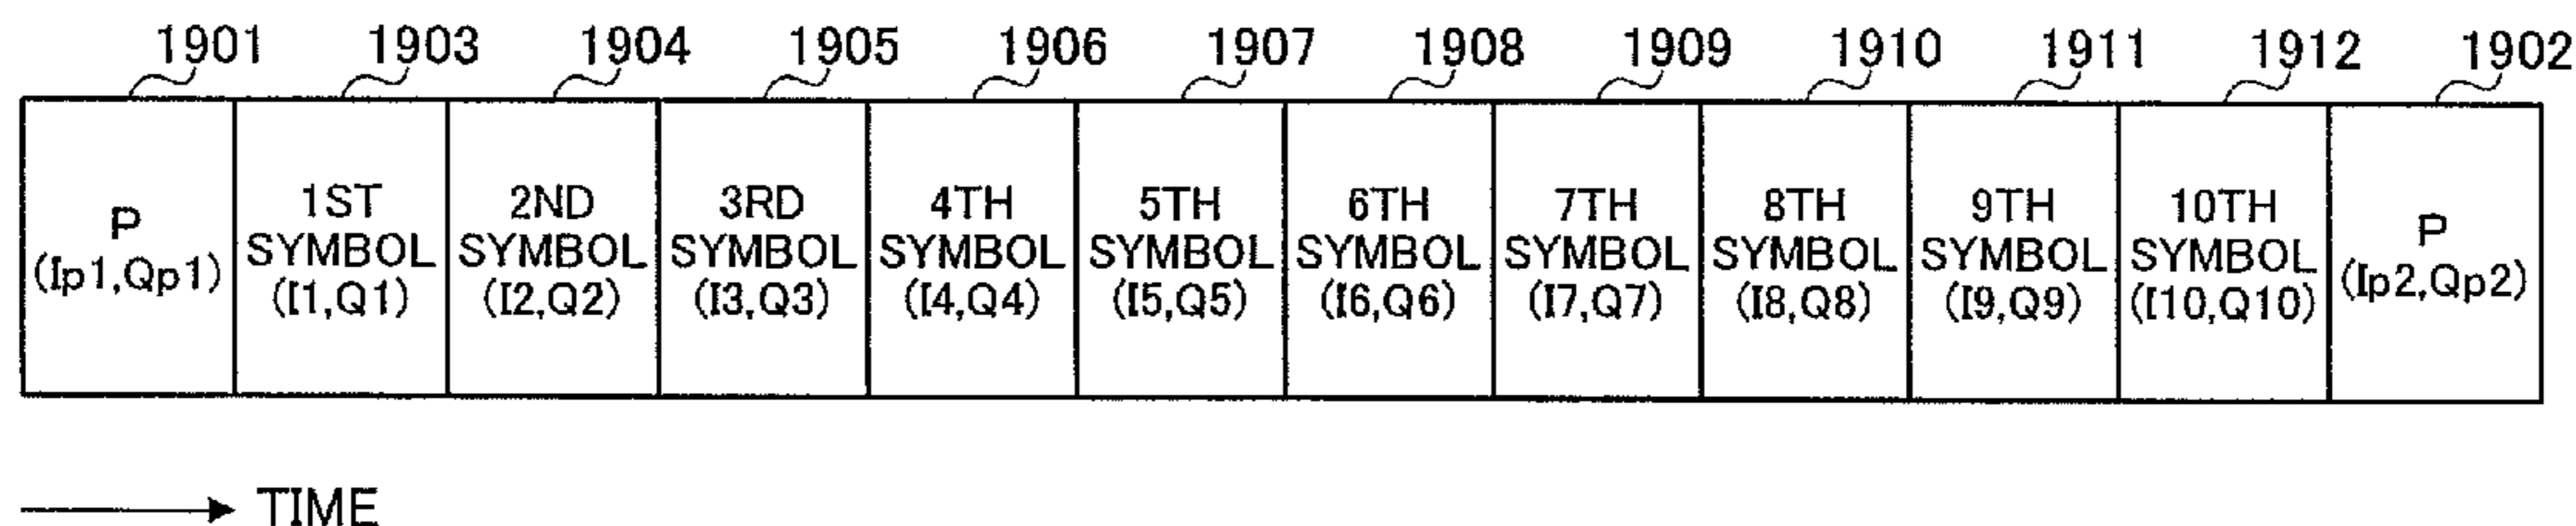 1901 1903 1904 1905 1906 1907 1908 1909 1910 1911 1912 1902
P
(Ip1,Qp1)
1ST
SYMBOL
(I1,Q1)
2ND
SYMBOL
(I2,Q2)
3RD
SYMBOL
(I3,Q3)
4TH
SYMBOL
(I4,Q4)
5TH
SYMBOL
(I5,Q5)
6TH
SYMBOL
(I6,Q6)
7TH
SYMBOL
(I7,Q7)
8TH
SYMBOL
(I8,Q8)
9TH
SYMBOL
(I9,Q9)
10TH
SYMBOL
(I10,Q10)
P
(Ip2,Qp2)
TIME